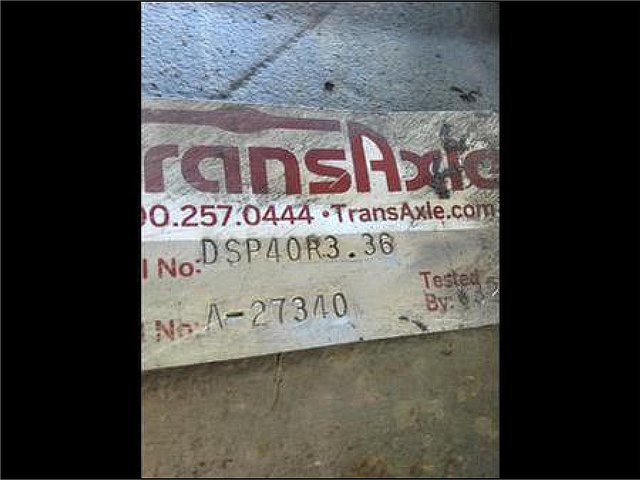 TransAxle
00.257.0444 • TransAxle.com
l No: DSP40R3.36
Tested
l No: A-27340
By: